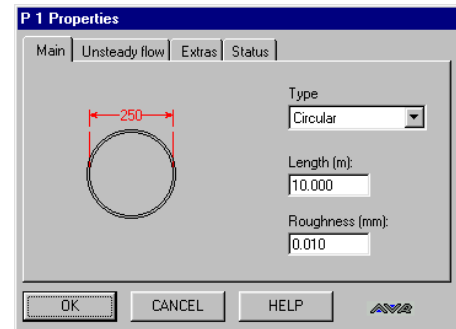 P 1 Properties
Main Unsteady flow Extras Status
250
Type
Circular
Length (m):
10.000
Roughness (mm):
0.010
OK CANCEL HELP